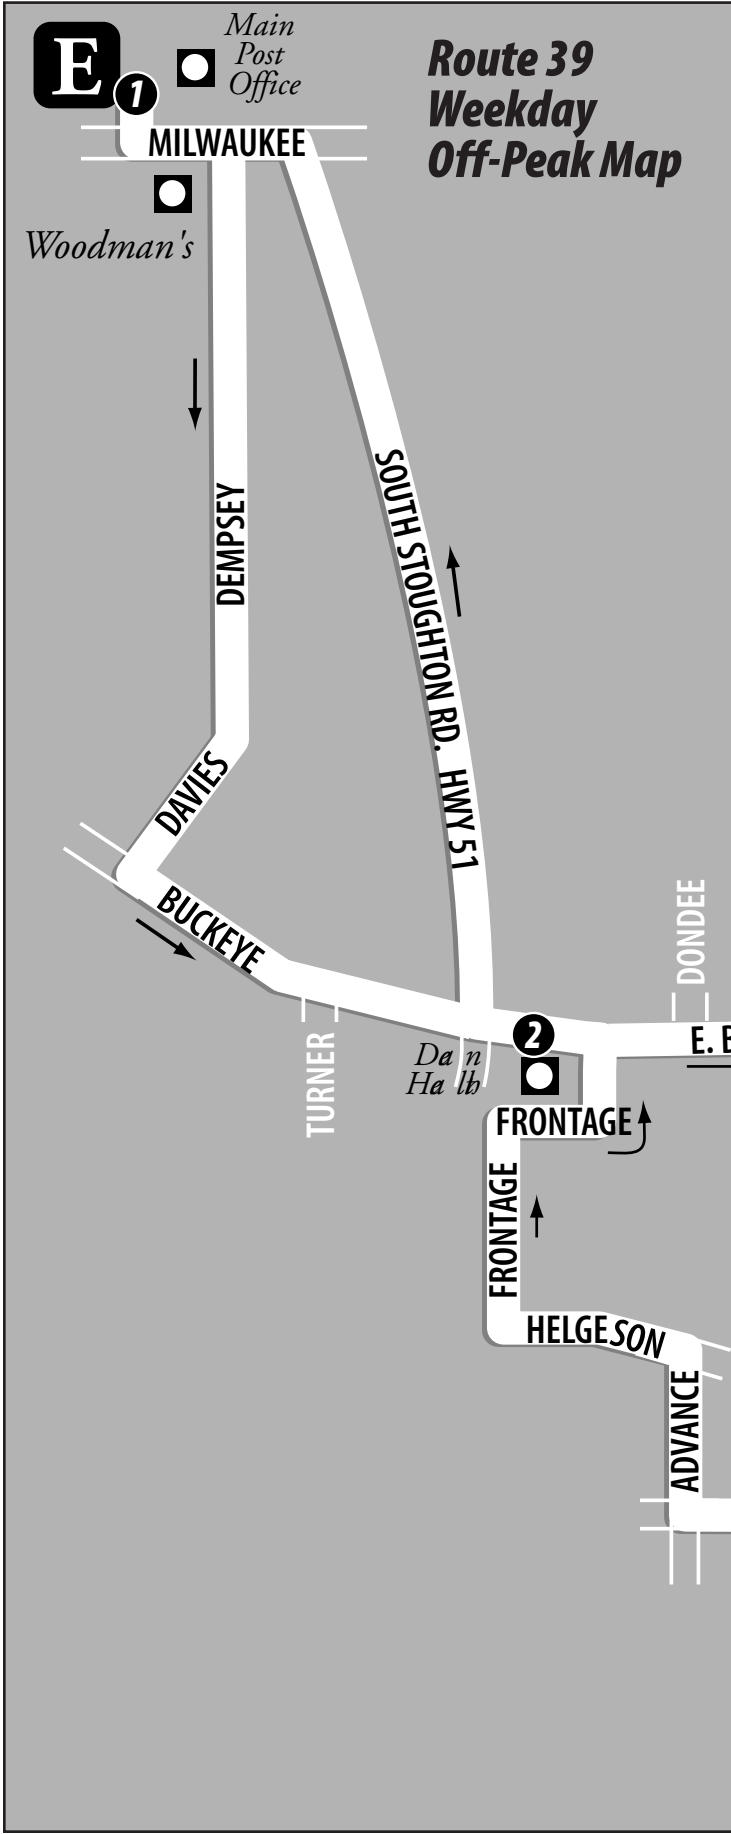 E
1
Main
Post
Office
Route 39
Weekday
Off-Peak Map
MILWAUKEE
Woodman's
DEMPSEY
SOUTH STOUGHTON RD. HWY 51
DAVIES
BUCKEYE
DONDEE
TURNER
2
E.
FRONTAGE
FRONTAGE
HELGESON
ADVANCE